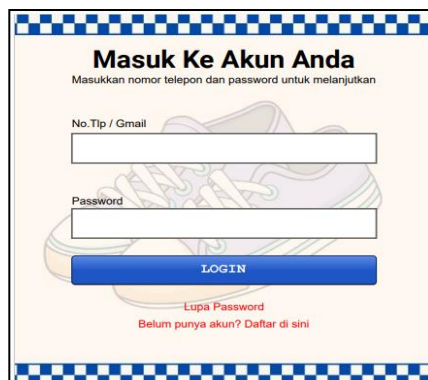 Masuk Ke Akun Anda
Masukkan nomor telepon dan password untuk melanjutkan
No.Tlp / Gmail
Password
LOGIN
Lupa Password
Belum punya akun? Daftar di sini